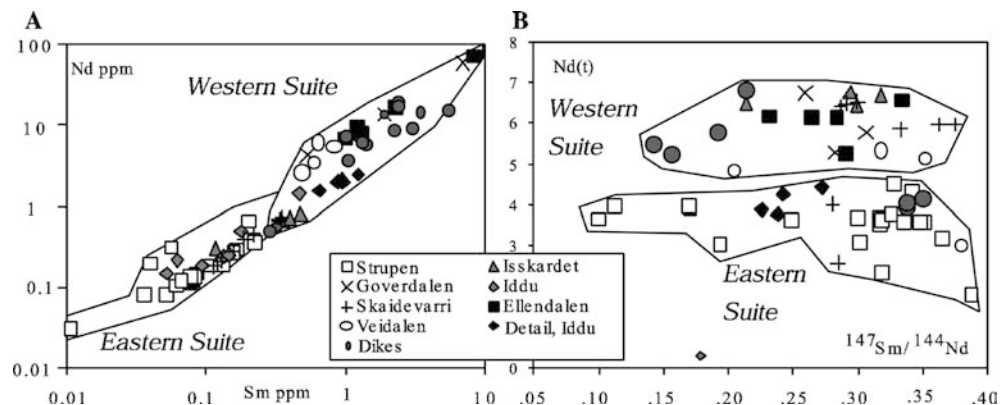 A
B
100
10
1
0.1
0.01
Nd ppm
Western Suite
Eastern Suite
0.01
0.1
Sm ppm
1
10
Strupen
Goverdalen
Skaidevarri
Veidalen
Dikes
Isskardet
Iddu
Ellendalen
Detail, Iddu
8
7
6
5
4
3
2
1
0
Nd(t)
Western
Suite
Eastern
Suite
147Sm/144Nd
.05
.10
.15
.20
.25
.30
.35
.40